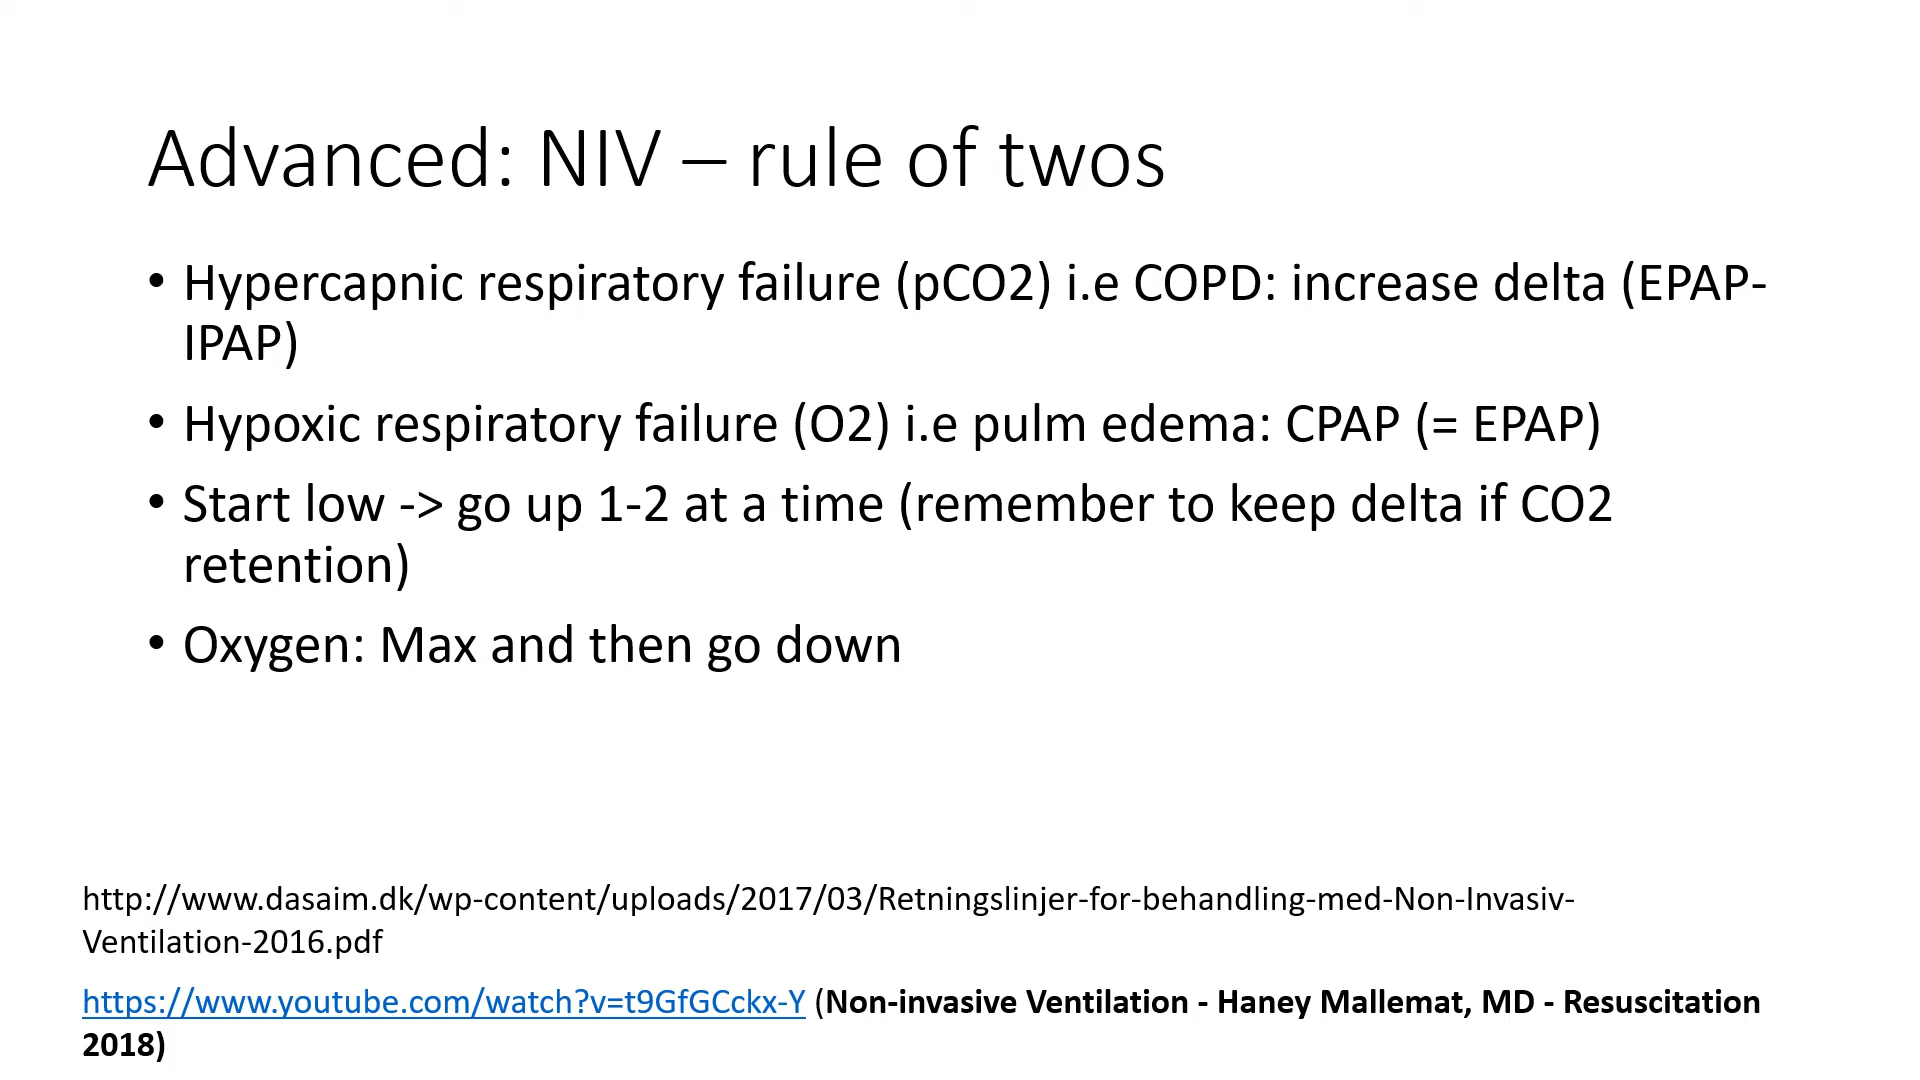 Advanced: NIV – rule of twos
• Hypercapnic respiratory failure (pCO2) i.e COPD: increase delta (EPAP-
IPAP)
• Hypoxic respiratory failure (O2) i.e pulm edema: CPAP (= EPAP)
• Start low -> go up 1-2 at a time (remember to keep delta if CO2
retention)
• Oxygen: Max and then go down
http://www.dasaim.dk/wp-content/uploads/2017/03/Retningslinjer-for-behandling-med-Non-Invasiv-
Ventilation-2016.pdf
https://www.youtube.com/watch?v=t9GfGCckx-Y (Non-invasive Ventilation - Haney Mallemat, MD - Resuscitation
2018)